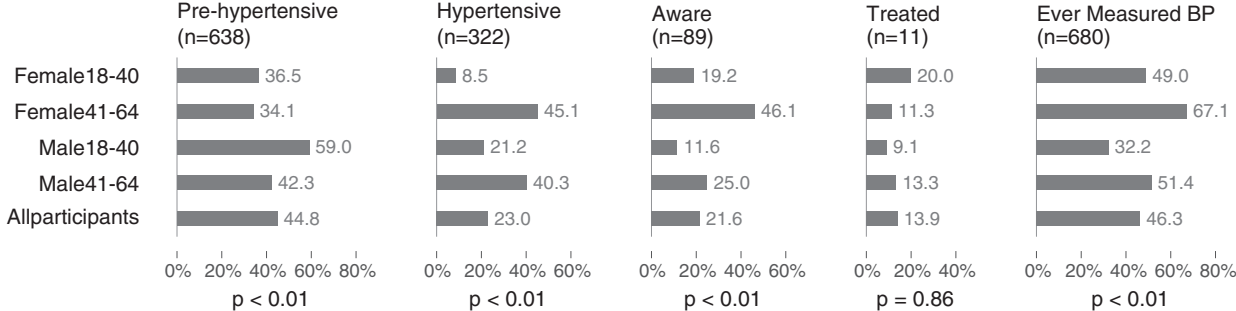 Pre-hypertensive Hypertensive Aware Treated Ever Measured BP
(n=638) (n=322) (n=89) (n=11) (n=680)
Female18-40 36.5 8.5 19.2 20.0 49.0
Female41-64 34.1 45.1 46.1 11.3 67.1
Male18-40 59.0 21.2 11.6 9.1 32.2
Male41-64 42.3 40.3 25.0 13.3 51.4
Allparticipants 44.8 23.0 21.6 13.9 46.3
0% 20% 40% 60% 80% 0% 20% 40% 60% 0% 20% 40% 60% 0% 20% 40% 0% 20% 40% 60% 80%
p < 0.01 p < 0.01 p < 0.01 p = 0.86 p < 0.01